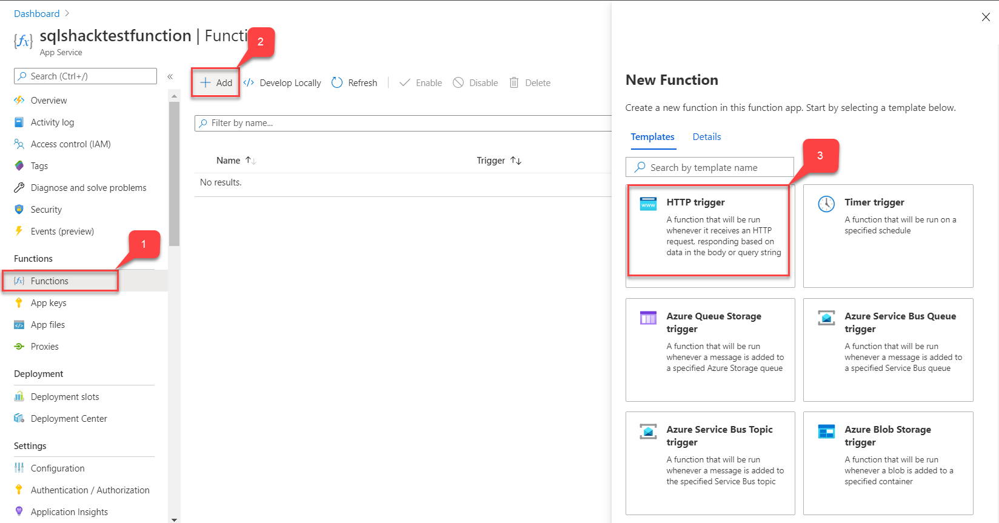 Dashboard
sqlshacktestfunction | Functi
App Service
2
Search (Ctrl+/)
Overview
Activity log
Access control (IAM)
Tags
Diagnose and solve problems
Security
Events (preview)
1
Functions
Functions
App keys
App files
Proxies
Deployment
Deployment slots
Deployment Center
Settings
Configuration
Authentication / Authorization
Application Insights
Add
Develop Locally
Refresh
Enable
Disable
Delete
Filter by name...
Name
Trigger
No results.
New Function
Create a new function in this function app. Start by selecting a template below.
Templates
Details
3
Search by template name
HTTP trigger
A function that will be run
whenever it receives an HTTP
request, responding based on
data in the body or query string
Timer trigger
A function that will be run on a
specified schedule
Azure Queue Storage
trigger
A function that will be run
whenever a message is added to
a specified Azure Storage queue
Azure Service Bus Queue
trigger
A function that will be run
whenever a message is added to
a specified Service Bus queue
Azure Service Bus Topic
trigger
A function that will be run
whenever a message is added to
the specified Service Bus topic
Azure Blob Storage
trigger
A function that will be run
whenever a blob is added to a
specified container